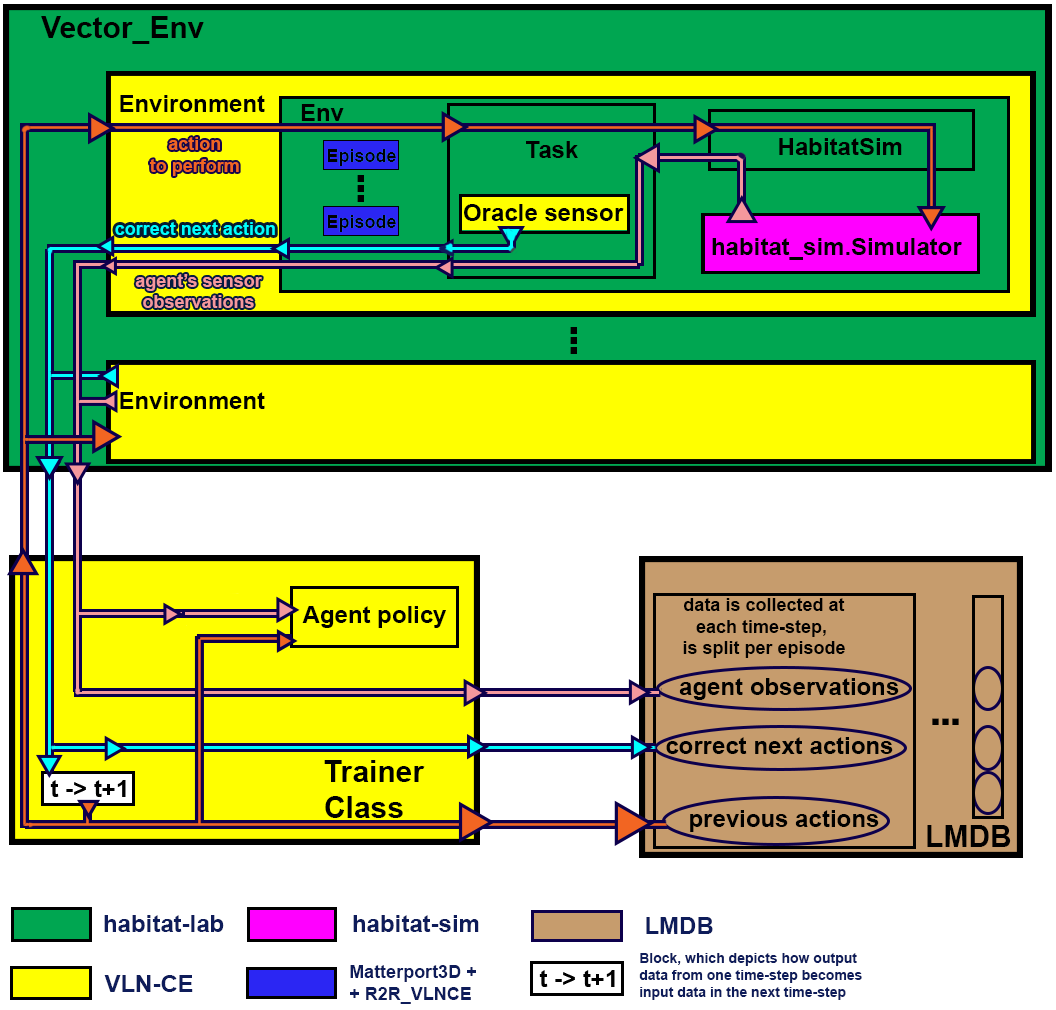 Vector_Env
Environment
Env
action
to perform
Episode
Episode
Task
HabitatSim
Oracle sensor
habitat_sim.Simulator
correct next action
agent's sensor
observations
Environment
Agent policy
t -> t+1
Trainer
Class
data is collected at
each time-step,
is split per episode
agent observations
correct next actions
previous actions
...
LMDB
habitat-lab
habitat-sim
LMDB
VLN-CE
Matterport3D +
+ R2R_VLNCE
t -> t+1
Block, which depicts how output
data from one time-step becomes
input data in the next time-step